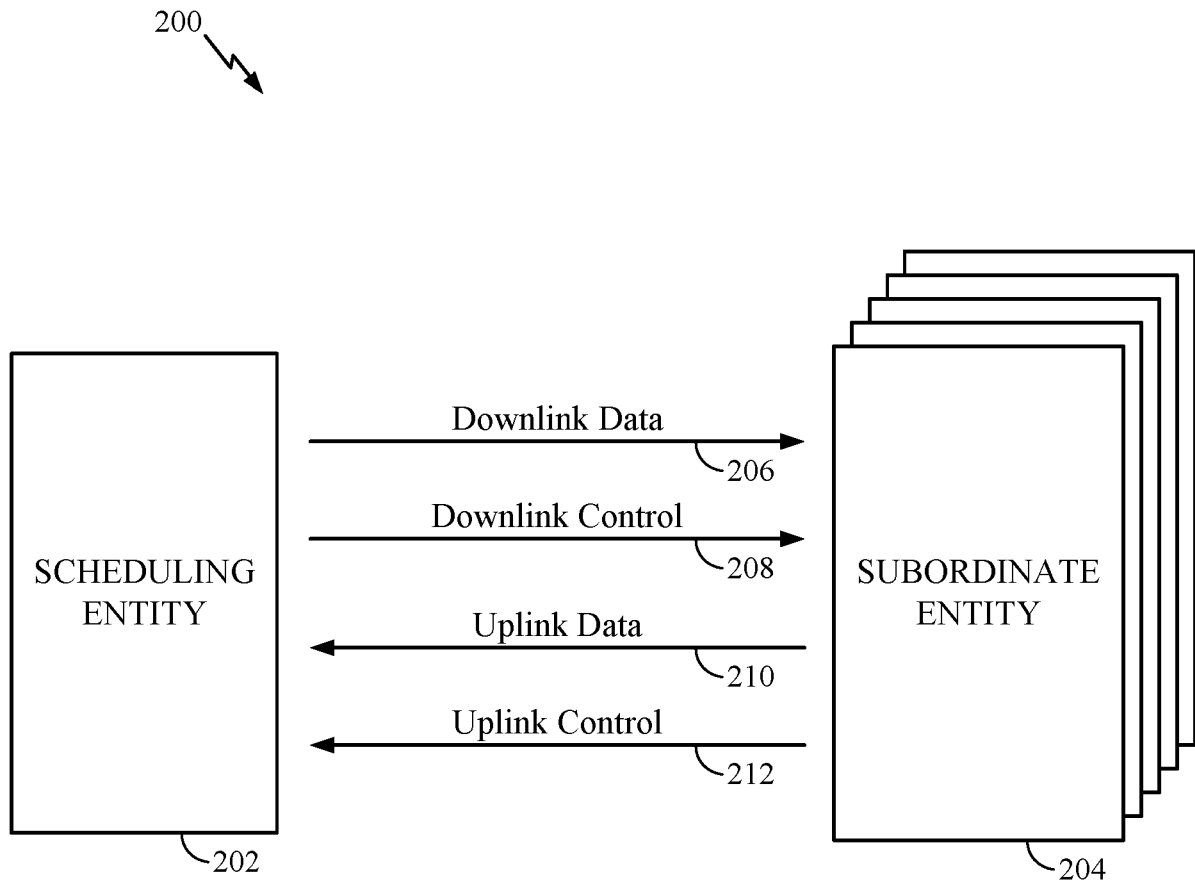 200
Downlink Data
206
Downlink Control
208
SCHEDULING
ENTITY
SUBORDINATE
ENTITY
Uplink Data
210
Uplink Control
212
202
204